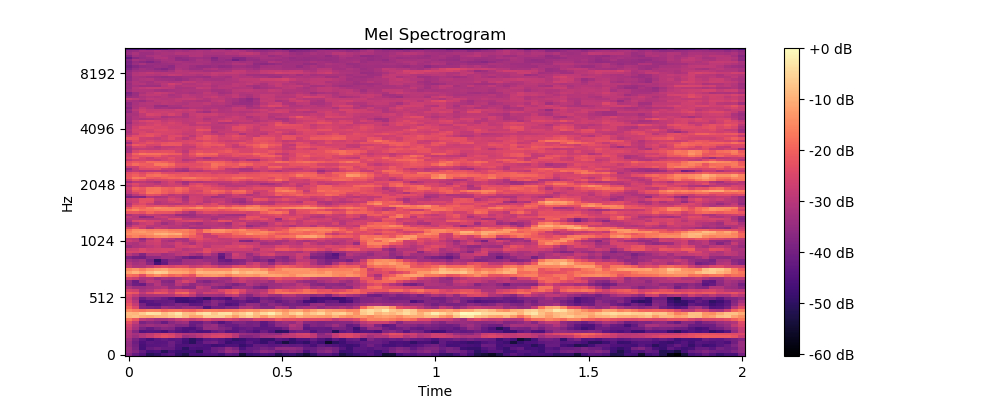 Mel Spectrogram
+0 dB
8192
-10 dB
4096
-20 dB
2048
Hz
-30 dB
1024
-40 dB
512
-50 dB
0
-60 dB
0
0.5
1
1.5
2
Time